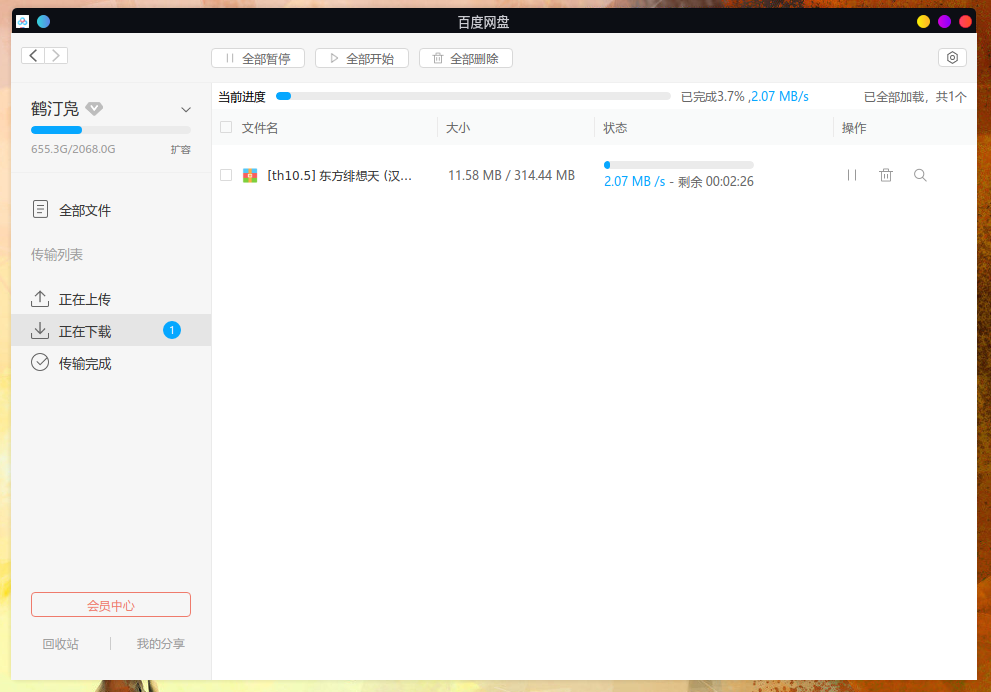 百度网盘
全部暂停
全部开始
全部删除
鹤汀凫
655.3G/2068.0G
扩容
当前进度
已完成3.7% ,2.07 MB/s
已全部加载，共1个
文件名
大小
状态
操作
[th10.5] 东方绯想天 (汉...
11.58 MB / 314.44 MB
2.07 MB /s - 剩余 00:02:26
全部文件
传输列表
正在上传
正在下载
1
传输完成
会员中心
回收站
我的分享